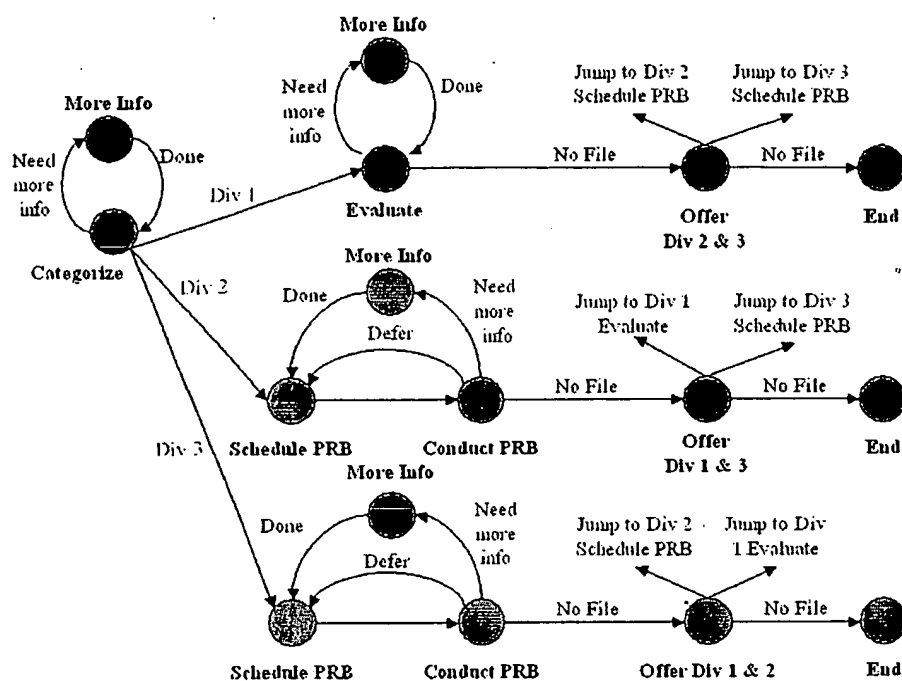 More Info
Need
more
info
Done
Categorize
More Info
Need
more
info
Done
Div 1
Evaluate
No File
Jump to Div 2
Schedule PRB
Jump to Div 3
Schedule PRB
Offer
Div 2 & 3
No File
End
Div 2
More Info
Done
Need
more
info
Defer
Schedule PRB
Conduct PRB
No File
Jump to Div 1
Evaluate
Jump to Div 3
Schedule PRB
Offer
Div 1 & 3
No File
End
Div 3
More Info
Done
Need
more
info
Defer
Schedule PRB
Conduct PRB
No File
Jump to Div 2
Schedule PRB
Jump to Div
1 Evaluate
Offer Div 1 & 2
No File
End